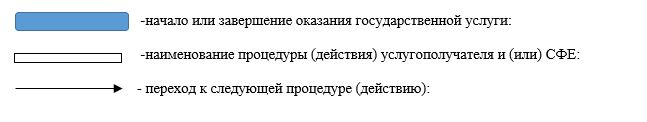 -начало или завершение оказания государственной услуги:
-наименование процедуры (действия) услугополучателя и (или) СФЕ:
- переход к следующей процедуре (действию):